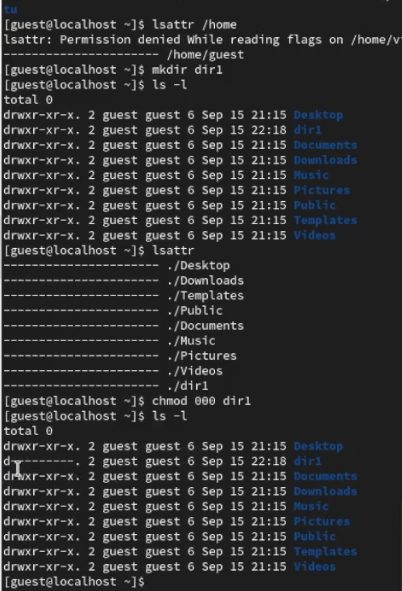 tu
[guest@localhost ~]$ lsattr /home
lsattr: Permission denied While reading flags on /home/v
---------------------- /home/guest
[guest@localhost ~]$ mkdir dir1
[guest@localhost ~]$ ls -l
total 0
drwxr-xr-x. 2 guest guest 6 Sep 15 21:15 Desktop
drwxr-xr-x. 2 guest guest 6 Sep 15 22:18 dir1
drwxr-xr-x. 2 guest guest 6 Sep 15 21:15 Documents
drwxr-xr-x. 2 guest guest 6 Sep 15 21:15 Downloads
drwxr-xr-x. 2 guest guest 6 Sep 15 21:15 Music
drwxr-xr-x. 2 guest guest 6 Sep 15 21:15 Pictures
drwxr-xr-x. 2 guest guest 6 Sep 15 21:15 Public
drwxr-xr-x. 2 guest guest 6 Sep 15 21:15 Templates
drwxr-xr-x. 2 guest guest 6 Sep 15 21:15 Videos
[guest@localhost ~]$ lsattr
---------------------- ./Desktop
---------------------- ./Downloads
---------------------- ./Templates
---------------------- ./Public
---------------------- ./Documents
---------------------- ./Music
---------------------- ./Pictures
---------------------- ./Videos
---------------------- ./dir1
[guest@localhost ~]$ chmod 000 dir1
[guest@localhost ~]$ ls -l
total 0
drwxr-xr-x. 2 guest guest 6 Sep 15 21:15 Desktop
d---------. 2 guest guest 6 Sep 15 22:18 dir1
drwxr-xr-x. 2 guest guest 6 Sep 15 21:15 Documents
drwxr-xr-x. 2 guest guest 6 Sep 15 21:15 Downloads
drwxr-xr-x. 2 guest guest 6 Sep 15 21:15 Music
drwxr-xr-x. 2 guest guest 6 Sep 15 21:15 Pictures
drwxr-xr-x. 2 guest guest 6 Sep 15 21:15 Public
drwxr-xr-x. 2 guest guest 6 Sep 15 21:15 Templates
drwxr-xr-x. 2 guest guest 6 Sep 15 21:15 Videos
[guest@localhost ~]$